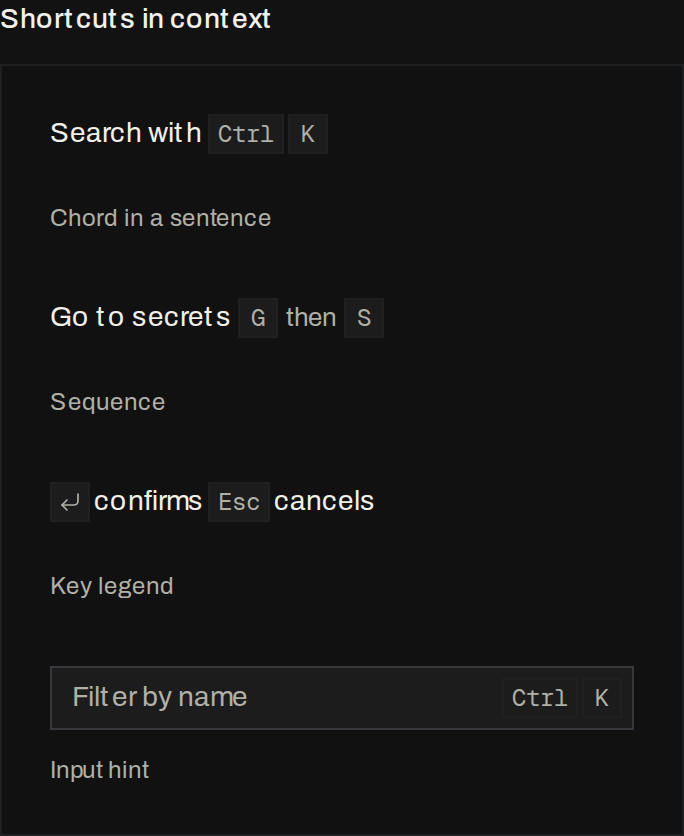 Shortcuts in context
Search with Ctrl K
Chord in a sentence
Go to secrets G then S
Sequence
↵ confirms Esc cancels
Key legend
Filter by name Ctrl K
Input hint